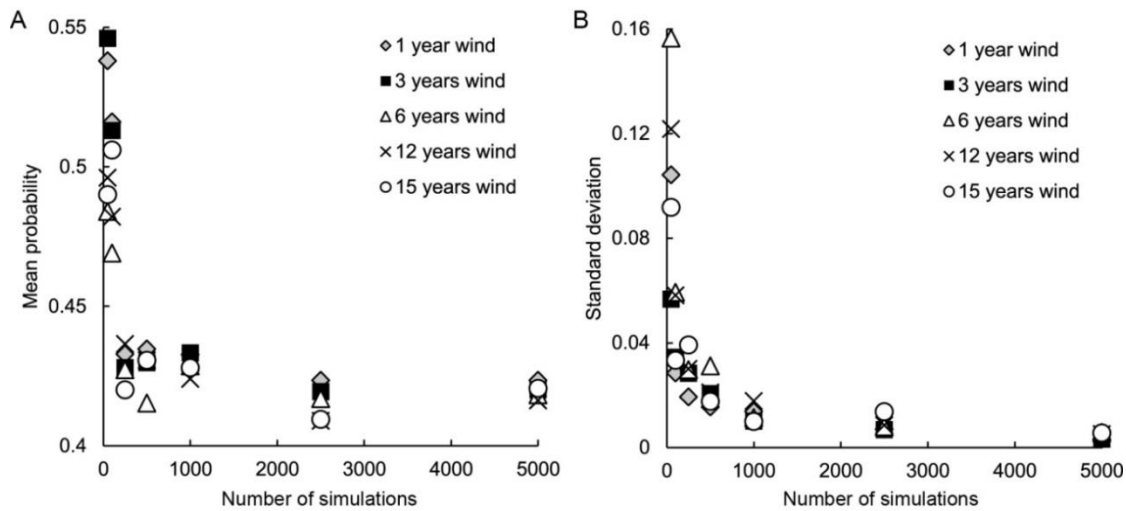 A
0.55
0.5
0.45
0.4
Mean probability
0
1000
2000
3000
4000
5000
Number of simulations
1 year wind
3 years wind
6 years wind
12 years wind
15 years wind
B
0.16
0.12
0.08
0.04
0
Standard deviation
0
1000
2000
3000
4000
5000
Number of simulations
1 year wind
3 years wind
6 years wind
12 years wind
15 years wind